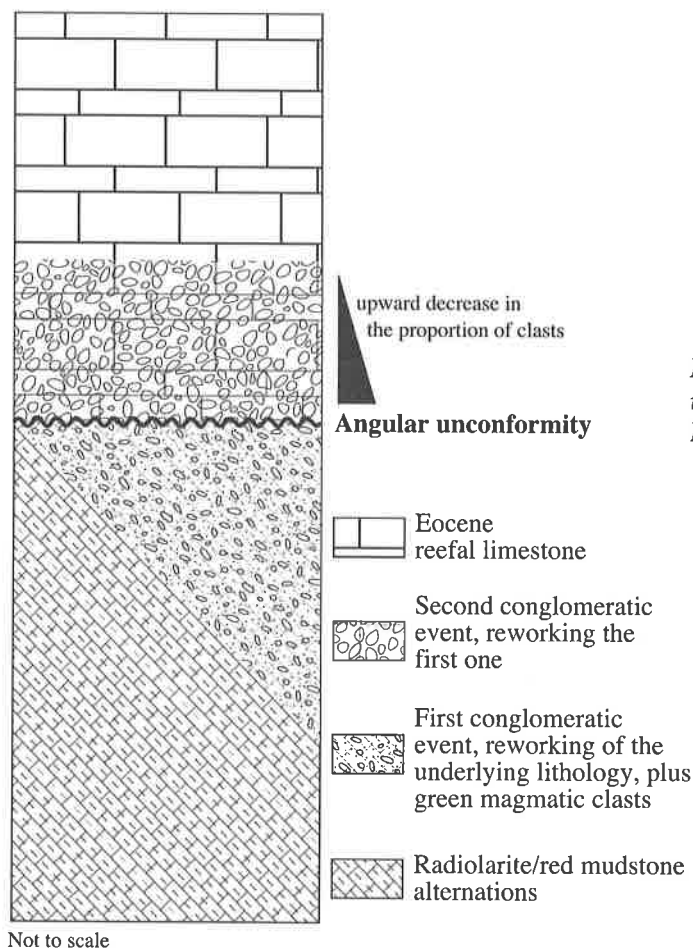 upward decrease in
the proportion of clasts
Angular unconformity
Eocene
reefal limestone
Second conglomeratic
event, reworking the
first one
First conglomeratic
event, reworking of the
underlying lithology, plus
green magmatic clasts
Radiolarite/red mudstone
alternations
Not to scale